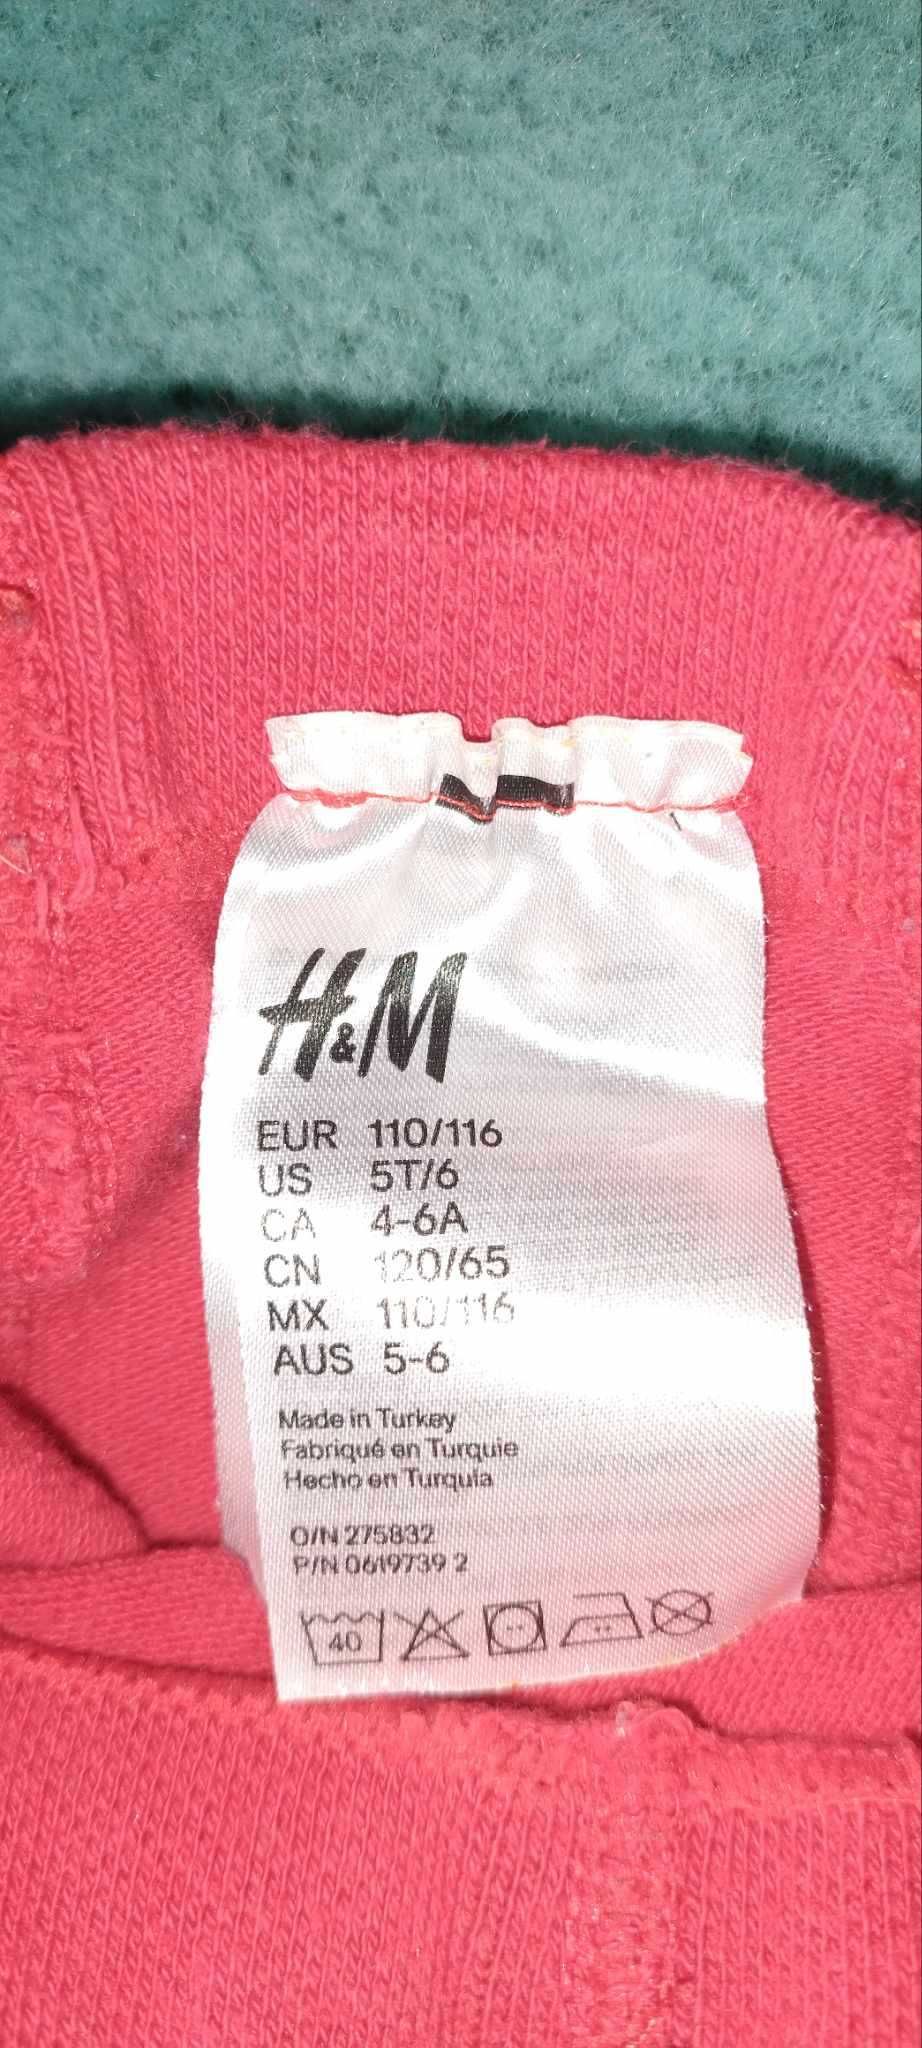 H&M
EUR 110/116
US 5T/6
CA 4-6A
CN 120/65
MX 110/116
AUS 5-6
Made in Turkey
Fabriqué en Turquie
Hecho en Turquía
O/N 275832
P/N 0619739 2
40